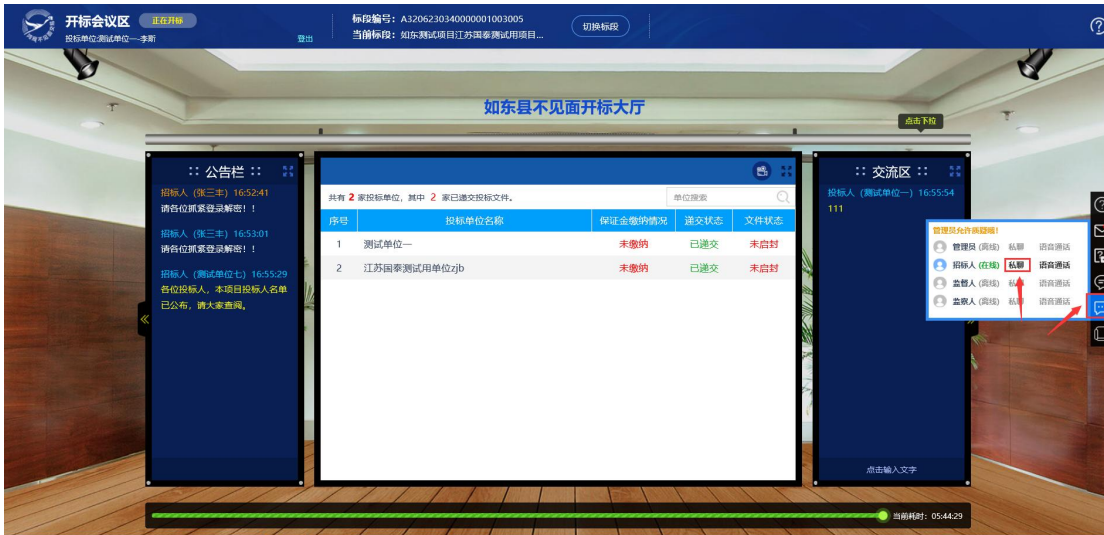 开标会议区 正在开标
投标单位:测试单位一-李斯 登出
标段编号：A3206230340000001003005
当前标段：如东测试项目江苏国泰测试用项目...
切换标段
如东县不见面开标大厅
点击下拉
:: 公告栏 ::
招标人（张三丰）16:52:41
请各位抓紧登录解密！！
招标人（张三丰）16:53:01
请各位抓紧登录解密！！
招标人（测试单位七）16:55:29
各位投标人，本项目投标人名单
已公布，请大家查阅。
共有 2 家投标单位，其中 2 家已递交投标文件。
单位搜索
序号 投标单位名称 保证金缴纳情况 递交状态 文件状态
1 测试单位一 未缴纳 已递交 未启封
2 江苏国泰测试用单位zjb 未缴纳 已递交 未启封
:: 交流区 ::
投标人（测试单位一）16:55:54
111
管理员允许质疑啦！
管理员 (离线) 私聊 语音通话
招标人 (在线) 私聊 语音通话
监督人 (离线) 私聊 语音通话
监察人 (离线) 私聊 语音通话
点击输入文字
当前耗时：05:44:29